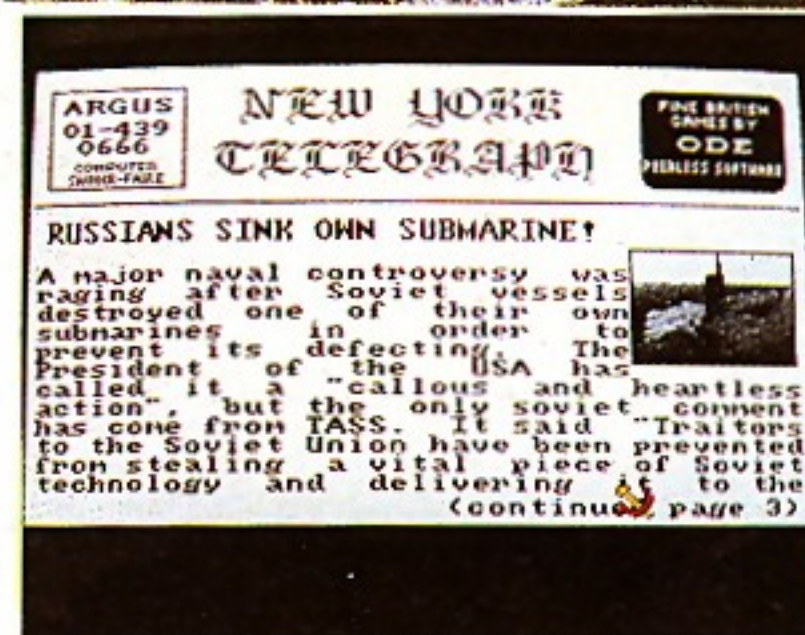 ARGUS
01-439
0666
COMPUTER
SAVOIR-FAIRE
NEW YORK
TELEGRAPH
FINE BRITISH
GAMES BY
ODE
PEERLESS SOFTWARE
RUSSIANS SINK OWN SUBMARINE!
A major naval controversy was
raging after Soviet vessels
destroyed one of their own
submarines in order to
prevent its defecting. The
President of the USA has
called it a "callous and heartless
action", but the only soviet comment
has come from TASS. It said "Traitors
to the Soviet Union have been prevented
from stealing a vital piece of Soviet
technology and delivering it to the
(continued page 3)